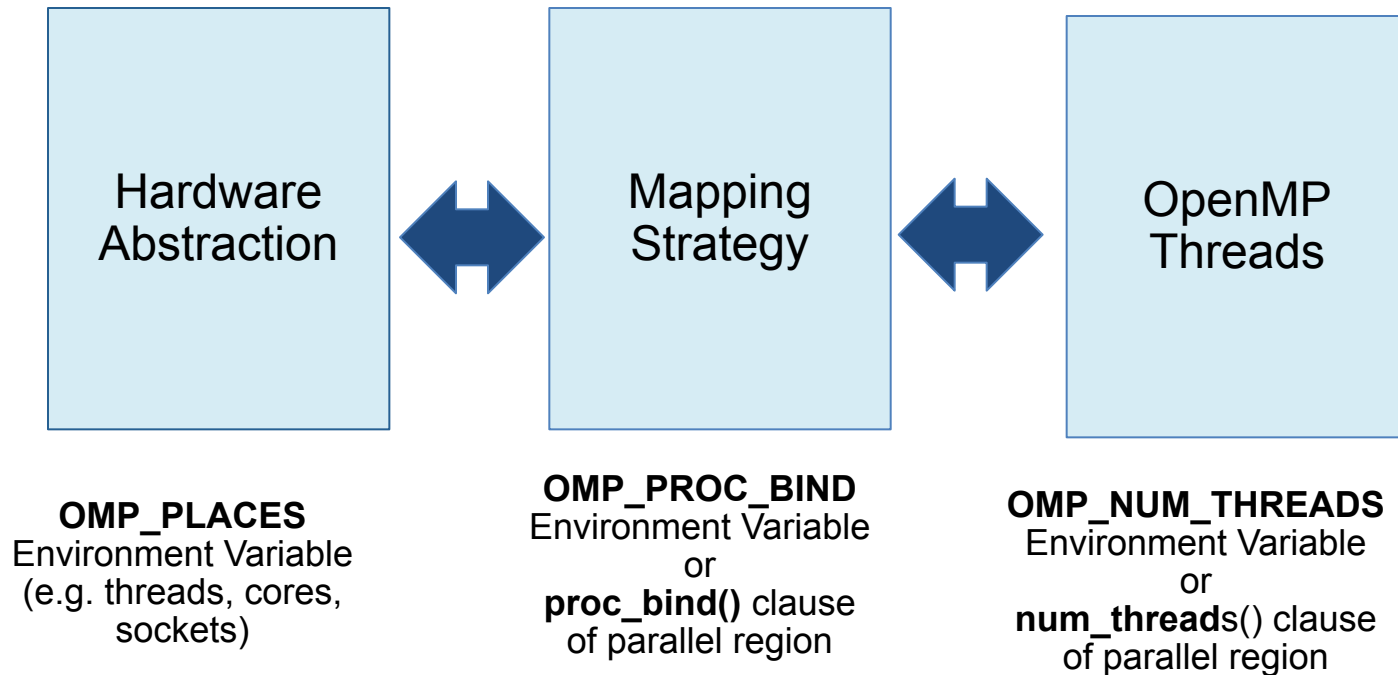 Hardware
Abstraction
Mapping
Strategy
OpenMP
Threads
OMP_PLACES
Environment Variable
(e.g. threads, cores,
sockets)
OMP_PROC_BIND
Environment Variable
or
proc_bind() clause
of parallel region
OMP_NUM_THREADS
Environment Variable
or
num_threads() clause
of parallel region